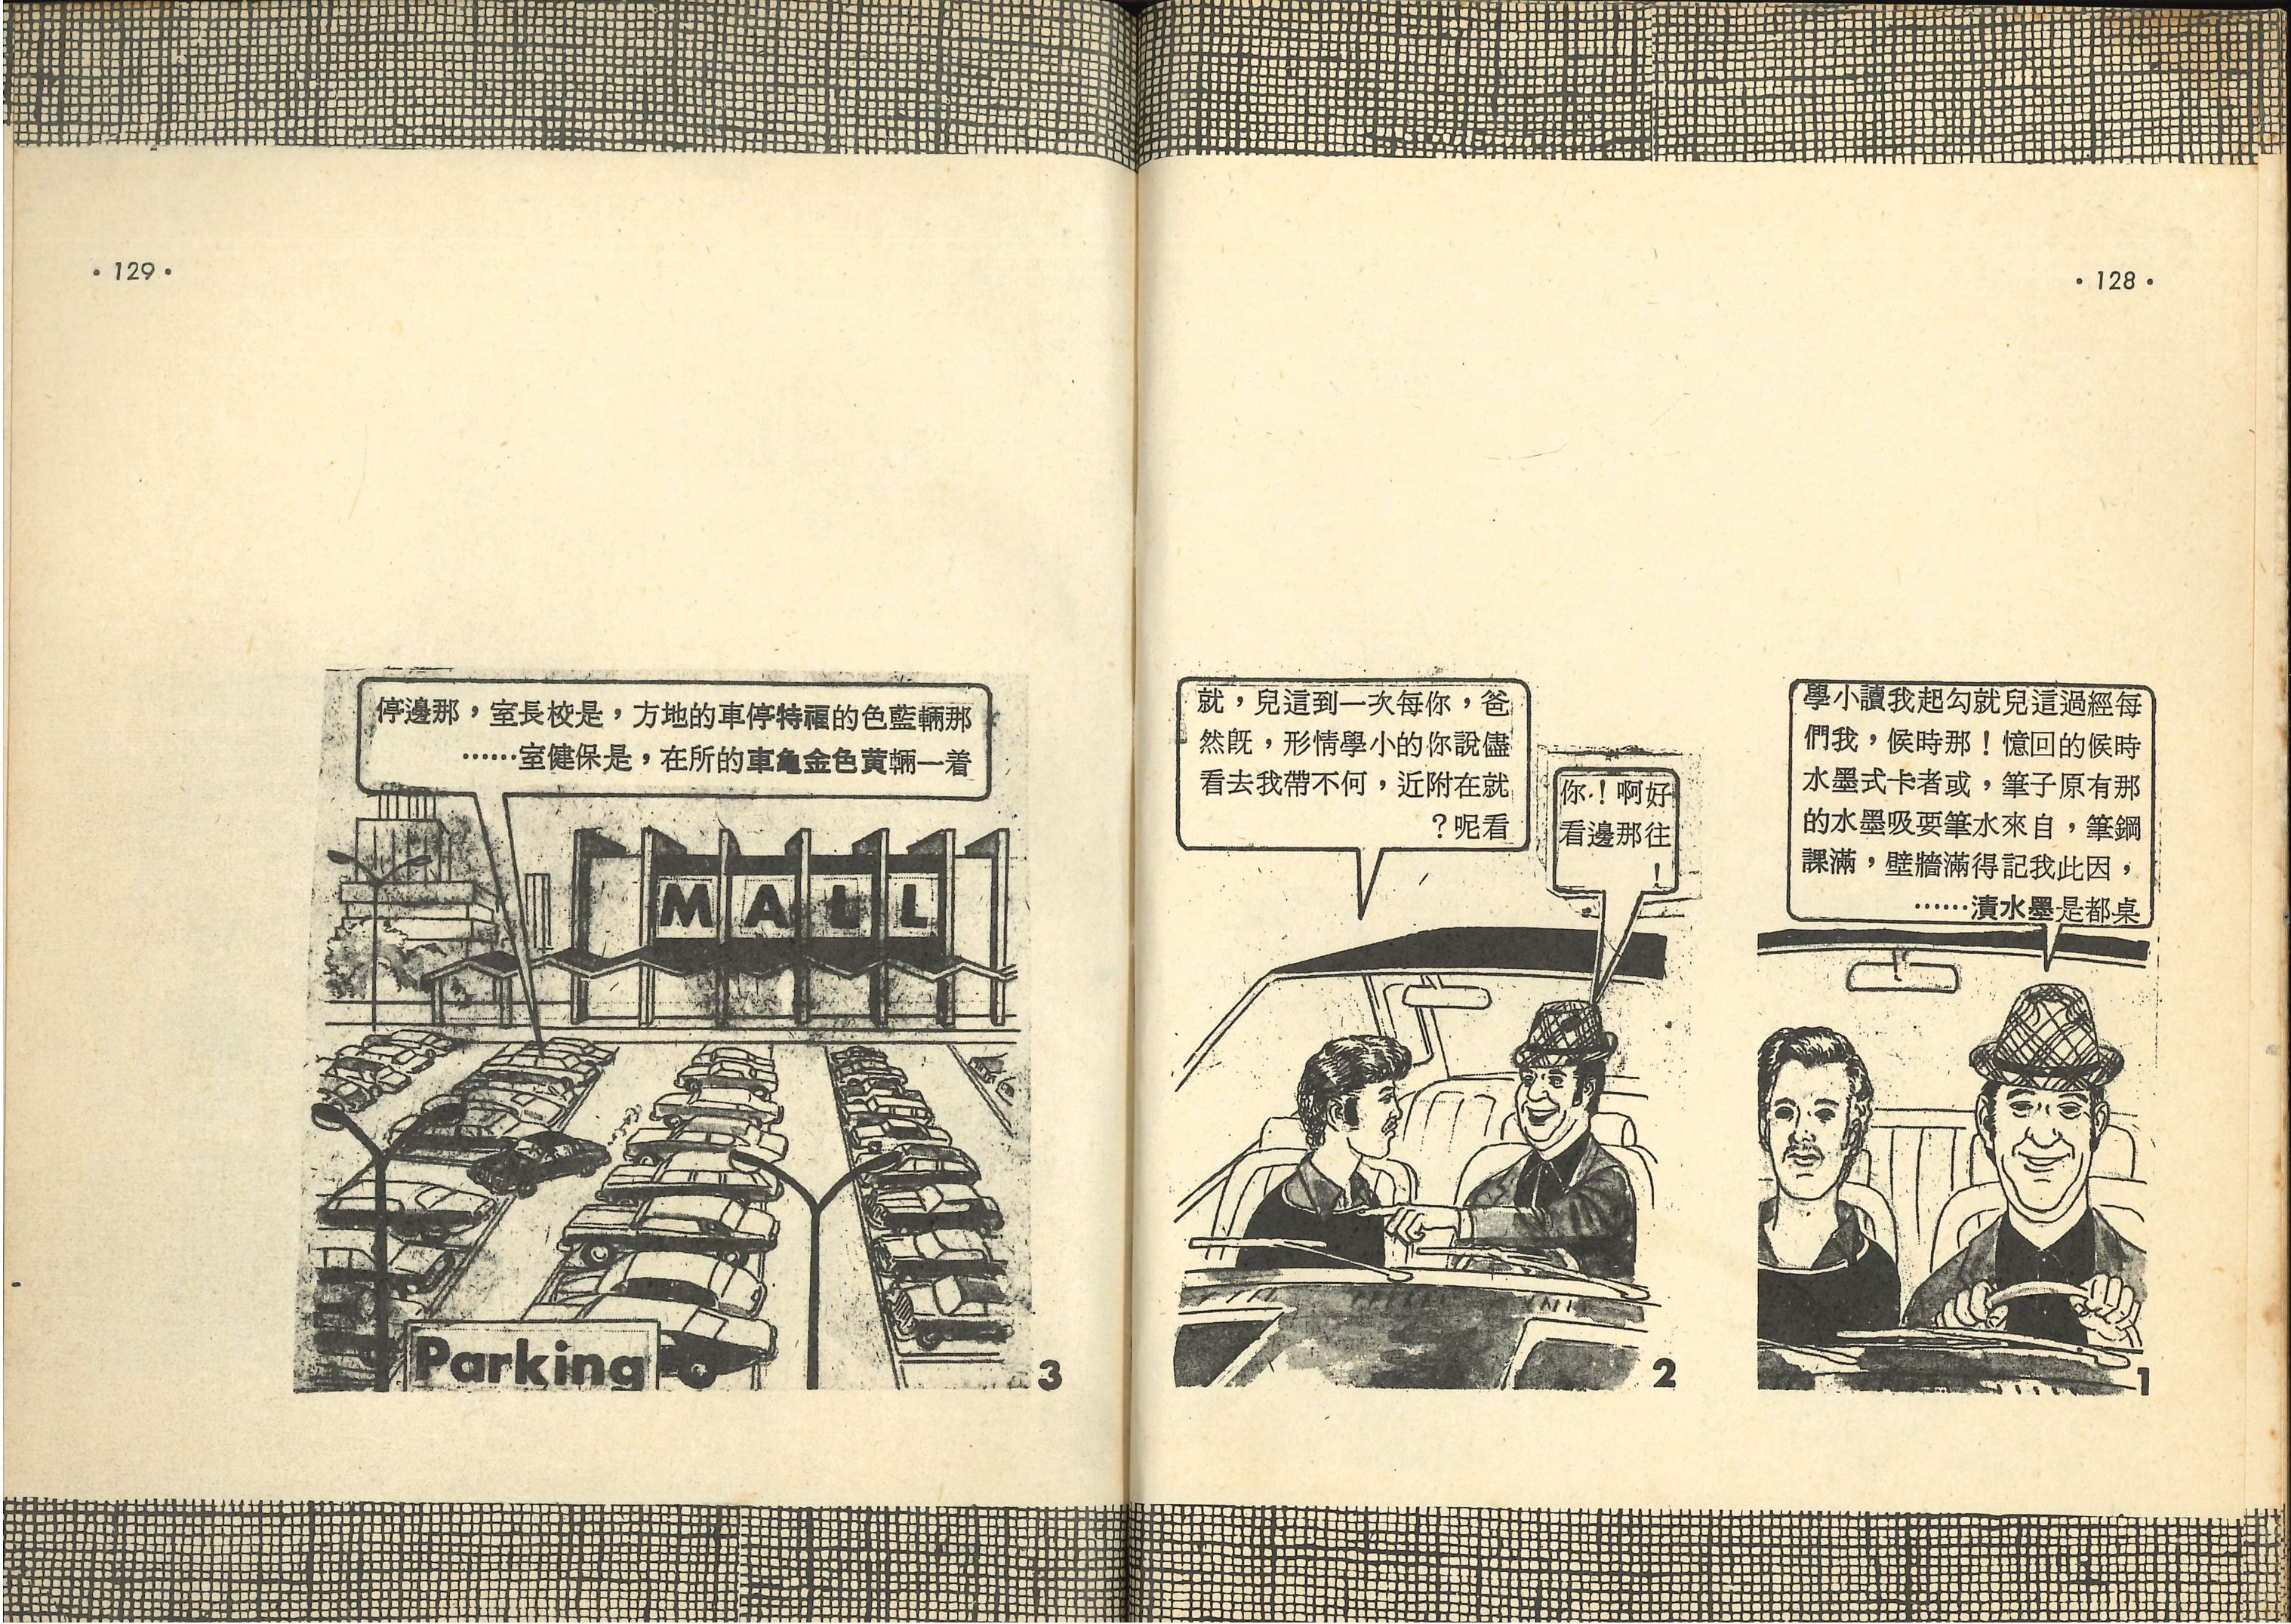 • 128 •
每經過這兒就勾起我讀小學
時候的回憶！那時候，我們
那有原子筆，或者卡式墨水
鋼筆，自來水筆要吸墨水的
，因此我記得滿牆壁，滿課
桌都是墨水漬……
1
爸，你每次一到這兒，就
儘說你的小學情形，既然
就在附近，何不帶我去看
看呢？
好啊！你
往那邊看
！
2
• 129 •
那輛藍色的福特停車的地方，是校長室，那邊停
着一輛黄色金亀車的所在，是保健室……
MALL
Parking
3